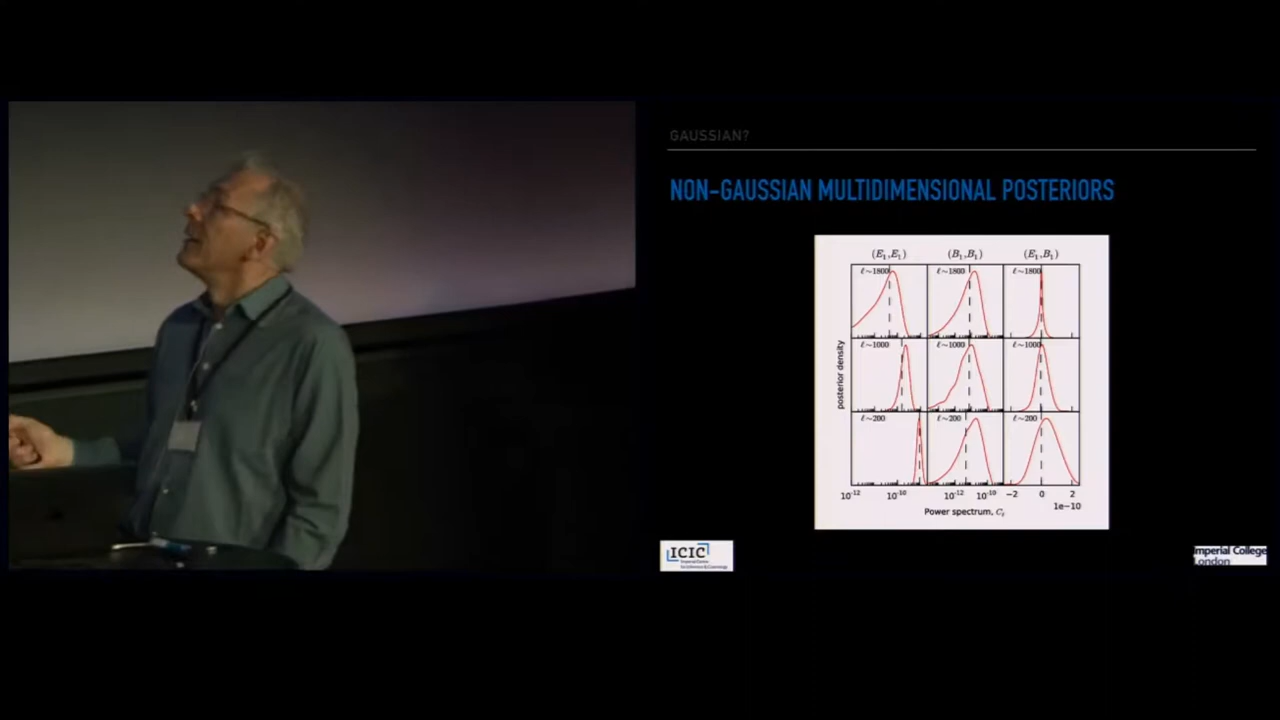 GAUSSIAN?
NON-GAUSSIAN MULTIDIMENSIONAL POSTERIORS
(E₁,E₁) (B₁,B₁) (E₁,B₁)
ℓ~1800 ℓ~1800 ℓ~1800
ℓ~1000 ℓ~1000 ℓ~1000
ℓ~200 ℓ~200 ℓ~200
posterior density
10⁻¹² 10⁻¹⁰ 10⁻¹² 10⁻¹⁰ −2 0 2
1e−10
Power spectrum, Cℓ
ICIC
Imperial College
London